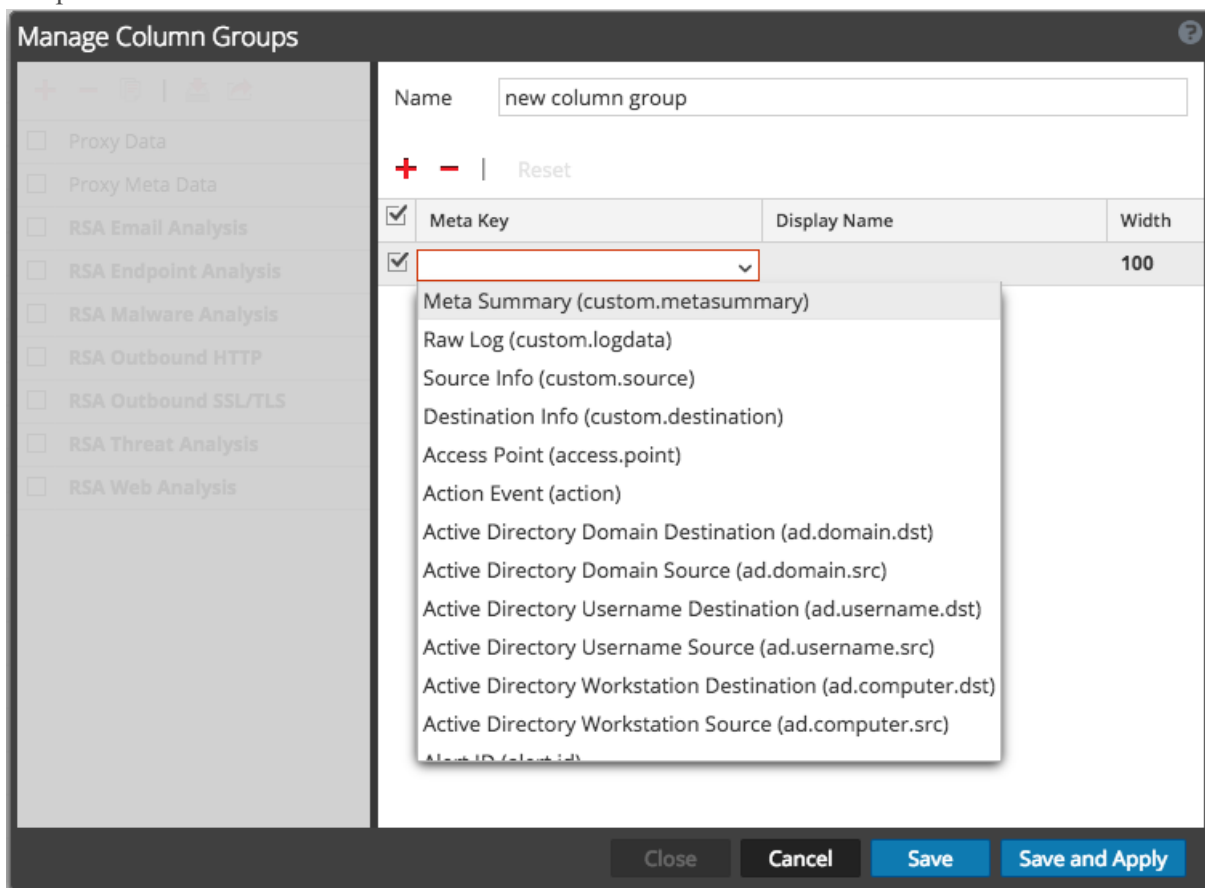 Manage Column Groups
Name new column group
Proxy Data
Proxy Meta Data
RSA Email Analysis
RSA Endpoint Analysis
RSA Malware Analysis
RSA Outbound HTTP
RSA Outbound SSL/TLS
RSA Threat Analysis
RSA Web Analysis
Reset
Meta Key Display Name Width
100
Meta Summary (custom.metasummary)
Raw Log (custom.logdata)
Source Info (custom.source)
Destination Info (custom.destination)
Access Point (access.point)
Action Event (action)
Active Directory Domain Destination (ad.domain.dst)
Active Directory Domain Source (ad.domain.src)
Active Directory Username Destination (ad.username.dst)
Active Directory Username Source (ad.username.src)
Active Directory Workstation Destination (ad.computer.dst)
Active Directory Workstation Source (ad.computer.src)
Alert ID (alert.id)
Close Cancel Save Save and Apply